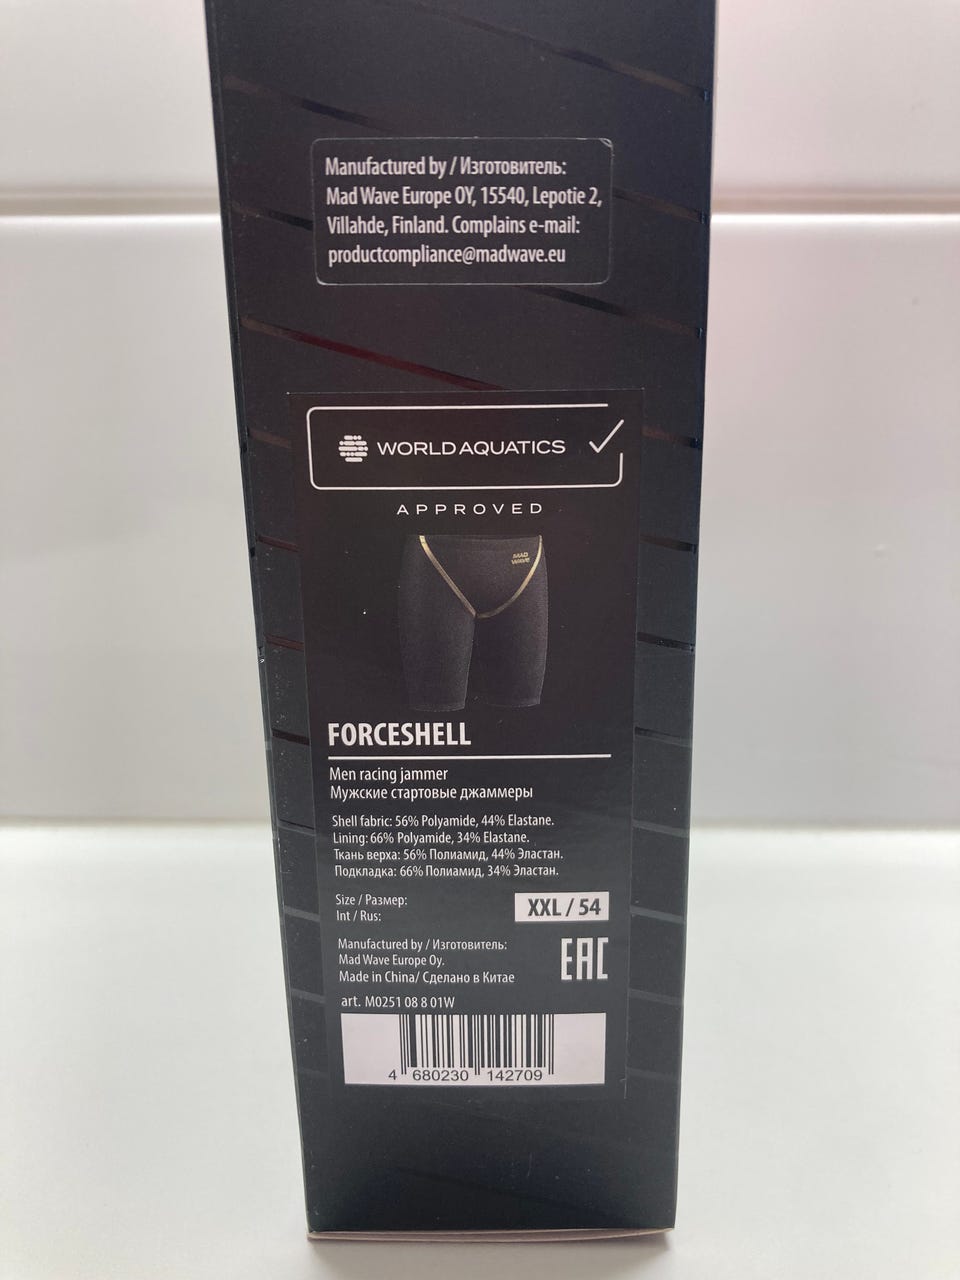 Manufactured by / Изготовитель:
Mad Wave Europe OY, 15540, Lepotie 2,
Villahde, Finland. Complains e-mail:
productcompliance@madwave.eu
WORLD AQUATICS
APPROVED
MAD
WAVE
FORCESHELL
Men racing jammer
Мужские стартовые джаммеры
Shell fabric: 56% Polyamide, 44% Elastane.
Lining: 66% Polyamide, 34% Elastane.
Ткань верха: 56% Полиамид, 44% Эластан.
Подкладка: 66% Полиамид, 34% Эластан.
Size / Размер:
Int / Rus:
XXL / 54
Manufactured by / Изготовитель:
Mad Wave Europe Oy.
Made in China/ Сделано в Китае
EAC
art. M0251 08 8 01W
4 680230 142709